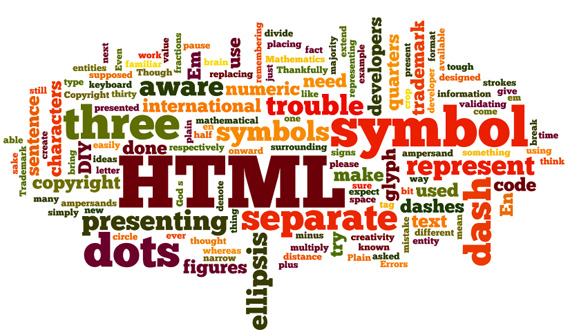 next
divide
work value fractions pause placing fact
remembering
majority
extend
representing
example
trademark
format
available
Even familiar Em brain use
Mathematics
developers
quarters
crop present
developer
tough
entities supposed Though
aware
replacing just Thankfully
need
designed
strokes
type keyboard
numeric like
information give
Copyright thirty
international trouble
validating em
still
sentence characters
presented mathematical one
symbol
come
three
plain half symbols
break
time
able
easily en respectively onward surrounding signs
glyph
ampersand something using
Trademark
sake create
DIY done
HTML
please
make
represent
think
bring ideas
letter
God s denote
sure
expect
space
way bit used
En code
copyright
tag
dashes
dash
many ampersands
simply new
presenting
thing
separate
text
different
entity
mean
circle ever
minus
try
creativity
known
mistake
dots
thought
whereas
narrow
ellipsis
multiply
distance
plus
Plain asked
Errors
figures